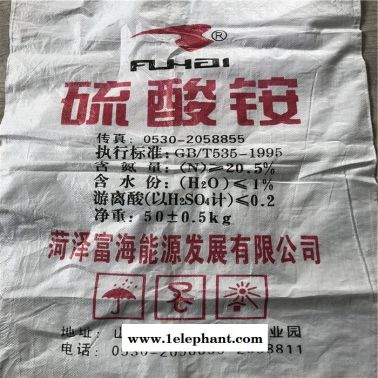 FUHAI ®
硫酸铵
传真：0530-2058855
执行标准：GB/T535-1995
含氮量：(N)≥20.5%
含水份：(H₂O)≤1%
游离酸(以H₂SO₄计)≤0.2
净重：50±0.5kg
菏泽富海能源发展有限公司
地址：山
业园
www.1elephant.com
电话：0530-2058811